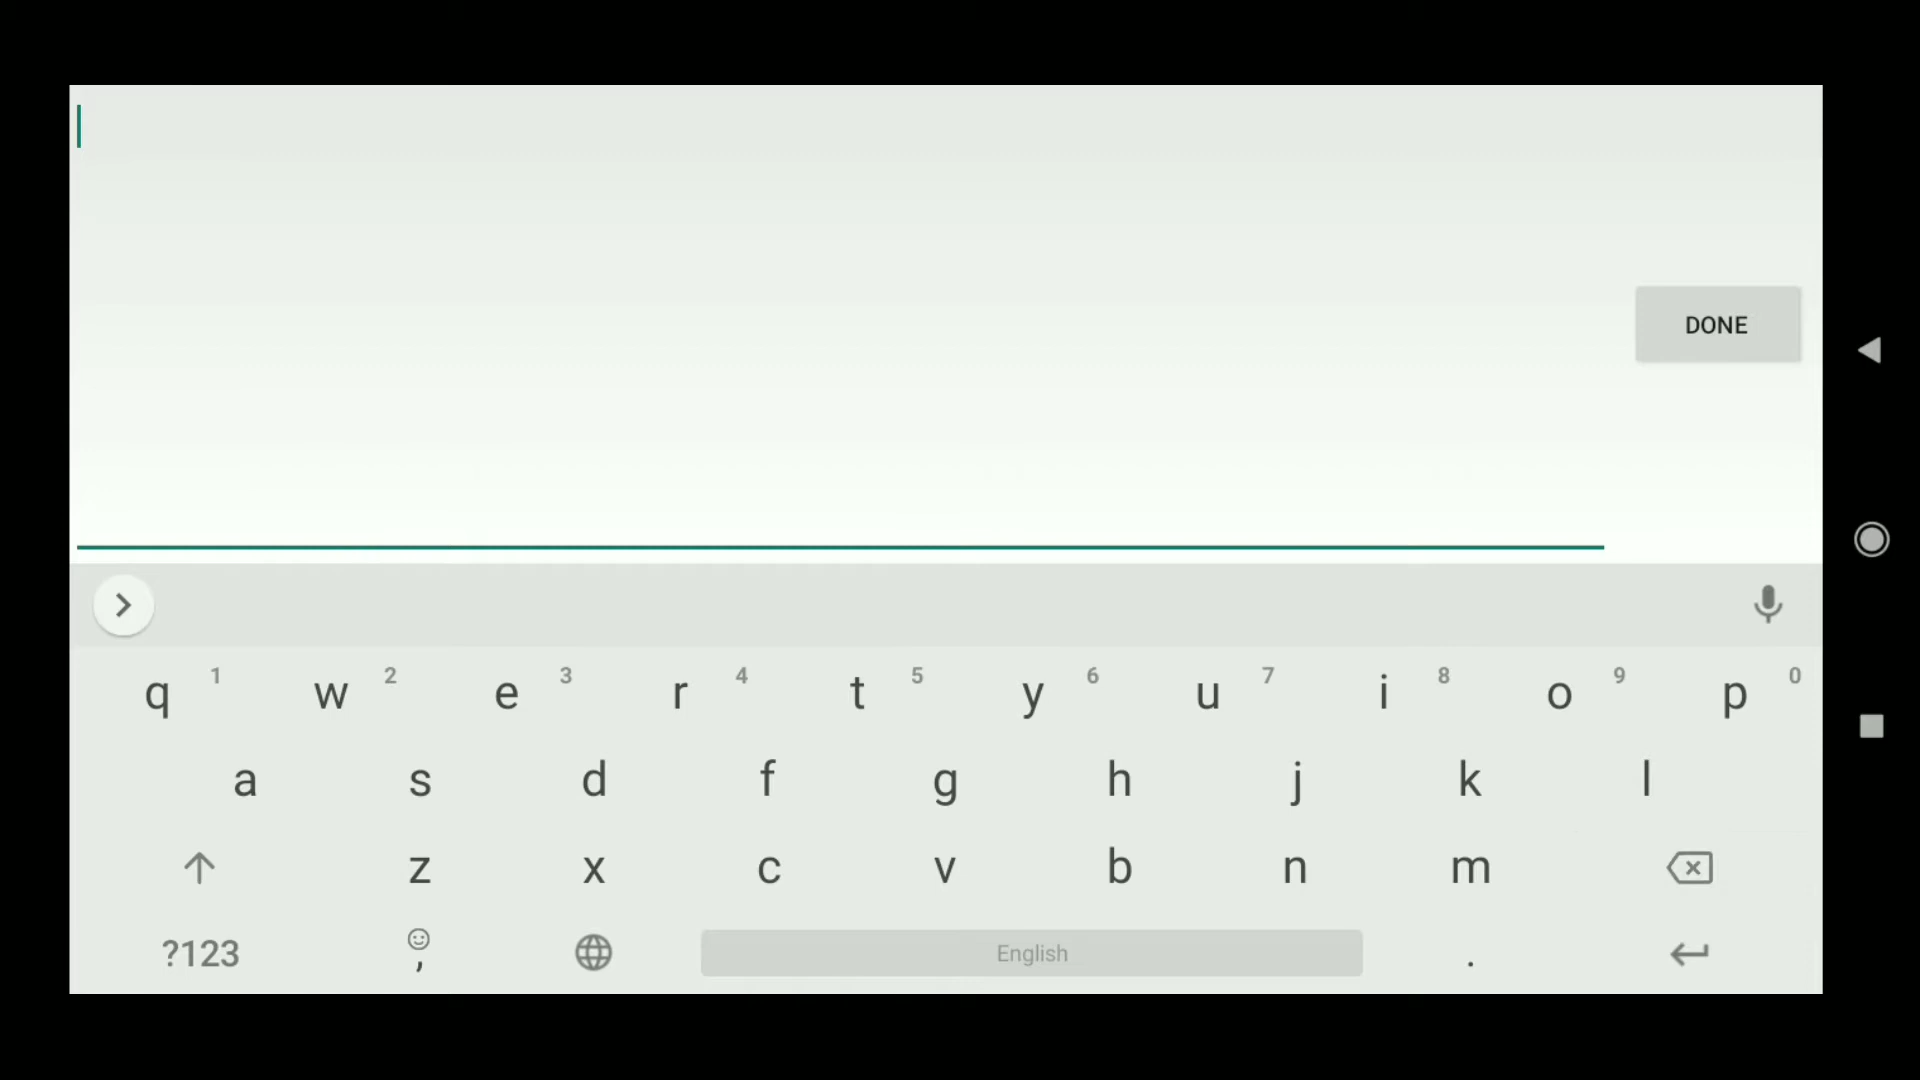 DONE
q 1 w 2 e 3 r 4 t 5 y 6 u 7 i 8 o 9 p 0
a s d f g h j k l
z x c v b n m
?123 , English .